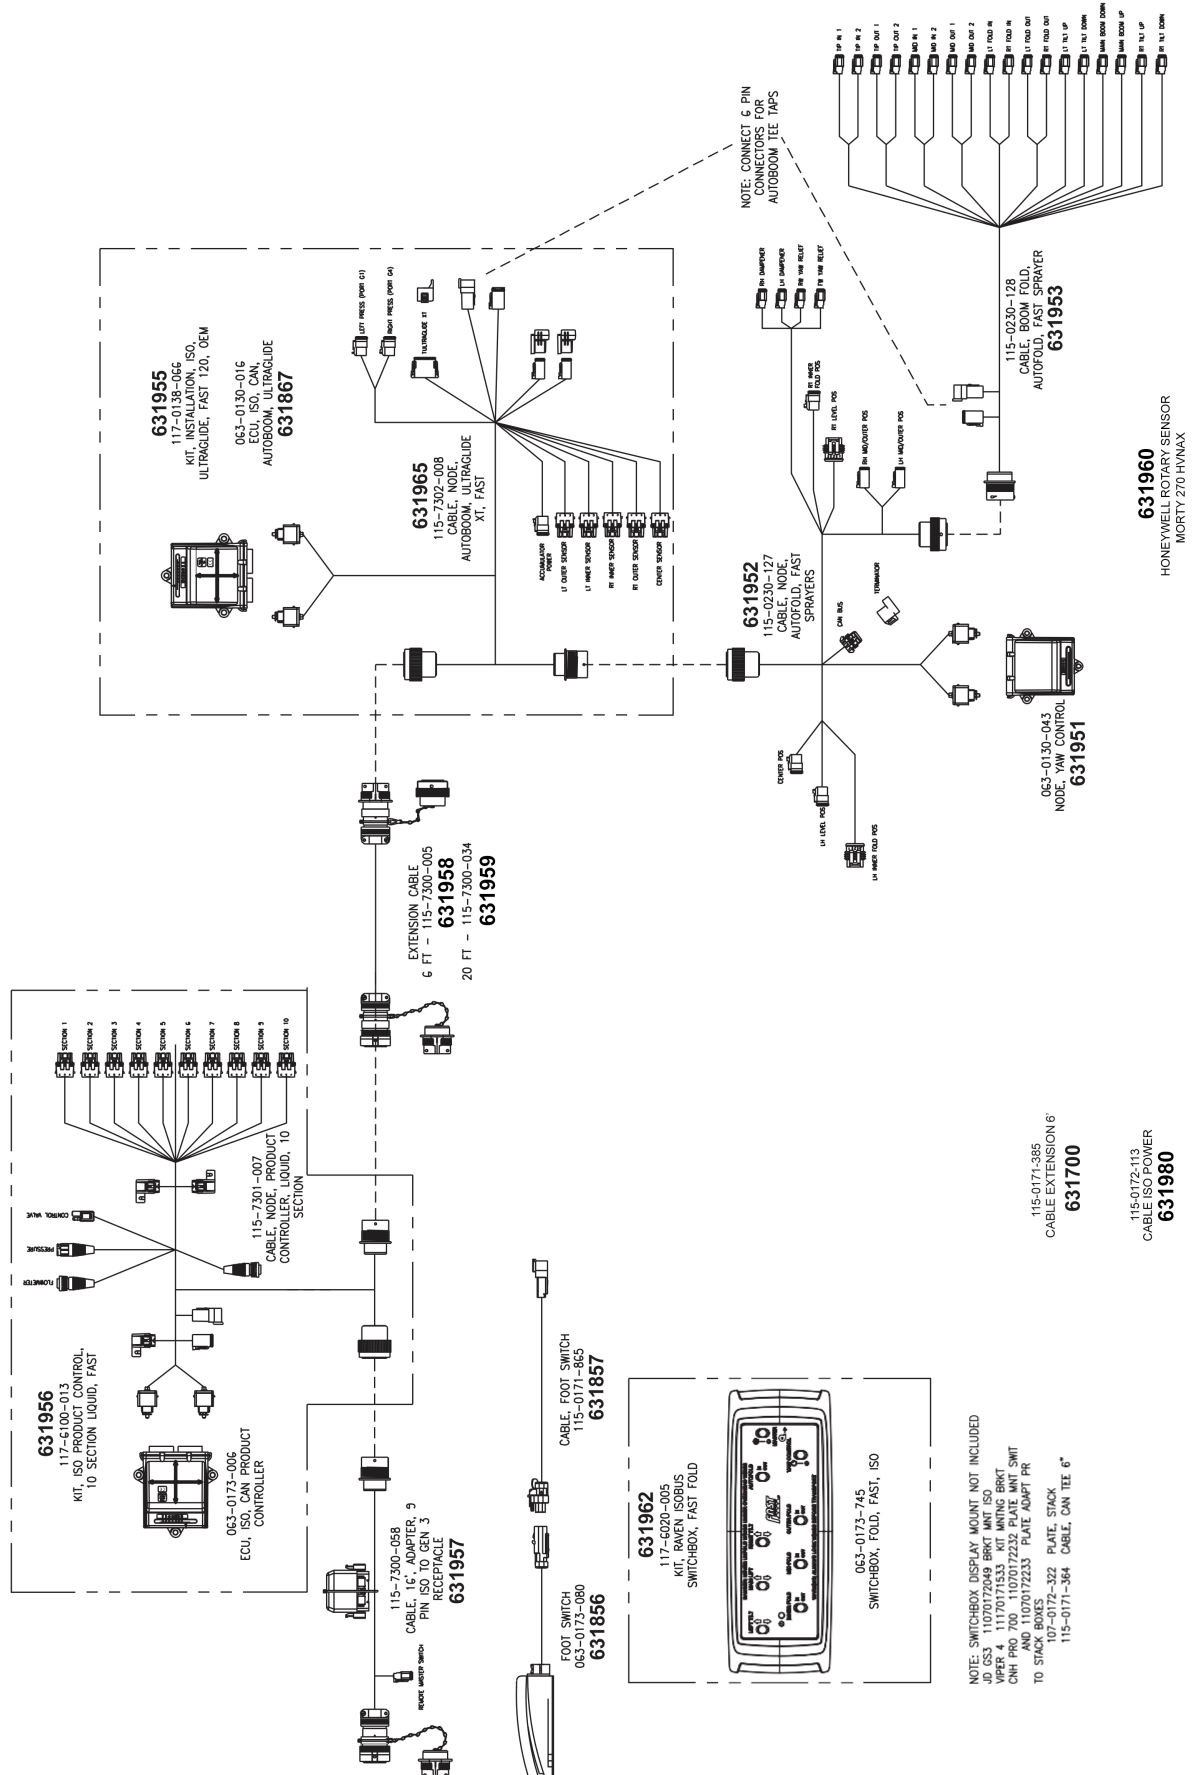 631956
117-6100-013
KIT, ISO PRODUCT CONTROL,
10 SECTION LIQUID, FAST
063-0173-006
ECU, ISO, CAN PRODUCT
CONTROLLER
FLOWMETER
PRESSURE
CONTROL VALVE
SECTION 1
SECTION 2
SECTION 3
SECTION 4
SECTION 5
SECTION 6
SECTION 7
SECTION 8
SECTION 9
SECTION 10
115-7301-007
CABLE, NODE, PRODUCT
CONTROLLER, LIQUID, 10
SECTION
115-7300-058
CABLE, 16', ADAPTER, 9
PIN ISO TO GEN 3
RECEPTACLE
631957
REMOTE MASTER SWITCH
EXTENSION CABLE
6 FT - 115-7300-005
631958
20 FT - 115-7300-034
631959
631955
117-0138-066
KIT, INSTALLATION, ISO,
ULTRAGLIDE, FAST 120, OEM
063-0130-016
ECU, ISO, CAN,
AUTOBOOM, ULTRAGLIDE
631867
LEFT PRESS (PORT G1)
RIGHT PRESS (PORT G4)
TULTRAGLIDE XT
631965
115-7302-008
CABLE, NODE,
AUTOBOOM, ULTRAGLIDE
XT, FAST
ACCUMULATOR
POWER
LT OUTER SENSOR
LT INNER SENSOR
RT INNER SENSOR
RT OUTER SENSOR
CENTER SENSOR
NOTE: CONNECT 6 PIN
CONNECTORS FOR
AUTOBOOM TEE TAPS
631952
115-0230-127
CABLE, NODE,
AUTOFOLD, FAST
SPRAYERS
RH DAMPENER
LH DAMPENER
RW YAW RELIEF
FW YAW RELIEF
RT INNER
FOLD POS
RT LEVEL POS
RH MID/OUTER POS
LH MID/OUTER POS
CAN BUS
TERMINATOR
CENTER POS
LH LEVEL POS
LH INNER FOLD POS
063-0130-043
NODE, YAW CONTROL
631951
TIP IN 1
TIP IN 2
TIP OUT 1
TIP OUT 2
MID IN 1
MID IN 2
MID OUT 1
MID OUT 2
LT FOLD IN
RT FOLD IN
LT FOLD OUT
RT FOLD OUT
LT TILT UP
LT TILT DOWN
MAIN BOOM DOWN
MAIN BOOM UP
RT TILT UP
RT TILT DOWN
115-0230-128
CABLE, BOOM FOLD,
AUTOFOLD, FAST SPRAYER
631953
631960
HONEYWELL ROTARY SENSOR
MORTY 270 HVNAX
FOOT SWITCH
063-0173-080
631856
CABLE, FOOT SWITCH
115-0171-865
631857
631962
117-6020-005
KIT, RAVEN ISOBUS
SWITCHBOX, FAST FOLD
LEFT TILT
MAIN LIFT
RIGHT TILT
AUTOFOLD
INNER FOLD
MID FOLD
OUTER FOLD
YAW CONTROL
FAST
IN
OUT
063-0173-745
SWITCHBOX, FOLD, FAST, ISO
NOTE: SWITCHBOX DISPLAY MOUNT NOT INCLUDED
JD GS3 11070172049 BRKT MNT ISO
VIPER 4 11170171533 KIT MNTNG BRKT
CNH PRO 700 11070172232 PLATE MNT SWIT
AND 11070172233 PLATE ADAPT PR
TO STACK BOXES
107-0172-322 PLATE, STACK
115-0171-364 CABLE, CAN TEE 6"
115-0171-385
CABLE EXTENSION 6'
631700
115-0172-113
CABLE ISO POWER
631980